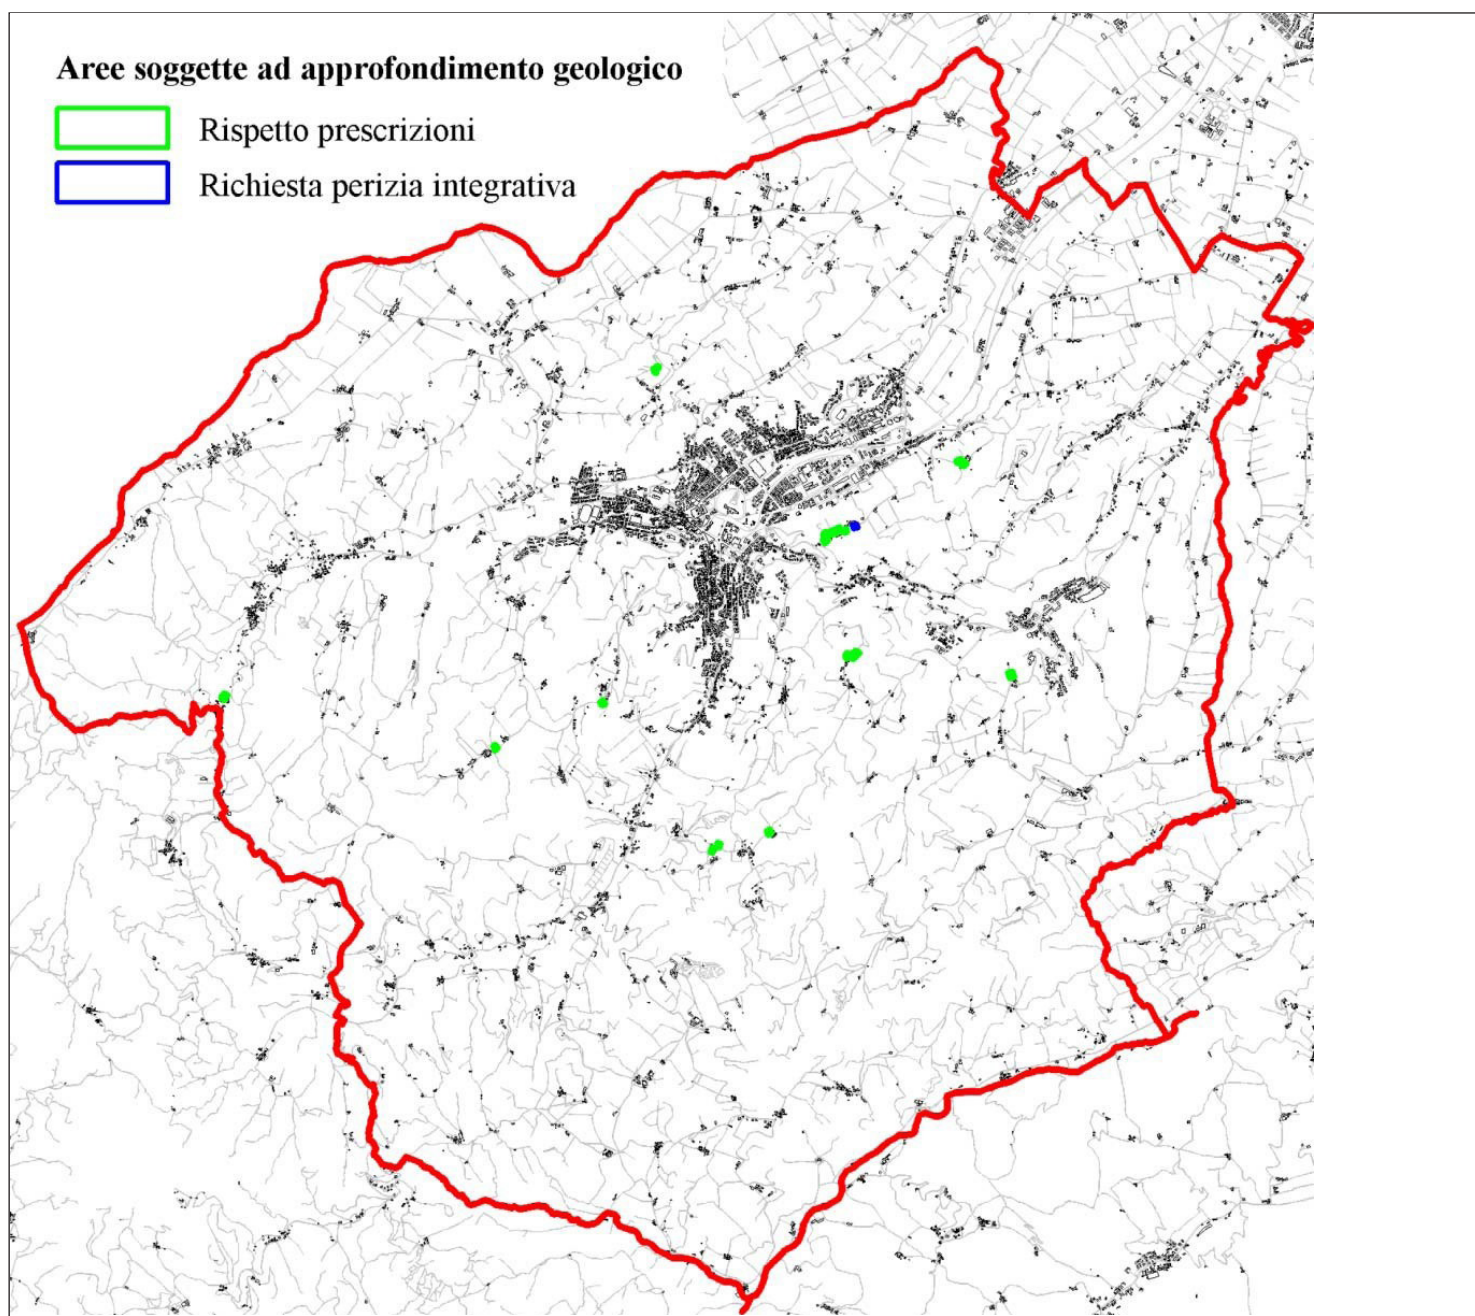 Aree soggette ad approfondimento geologico
Rispetto prescrizioni
Richiesta perizia integrativa